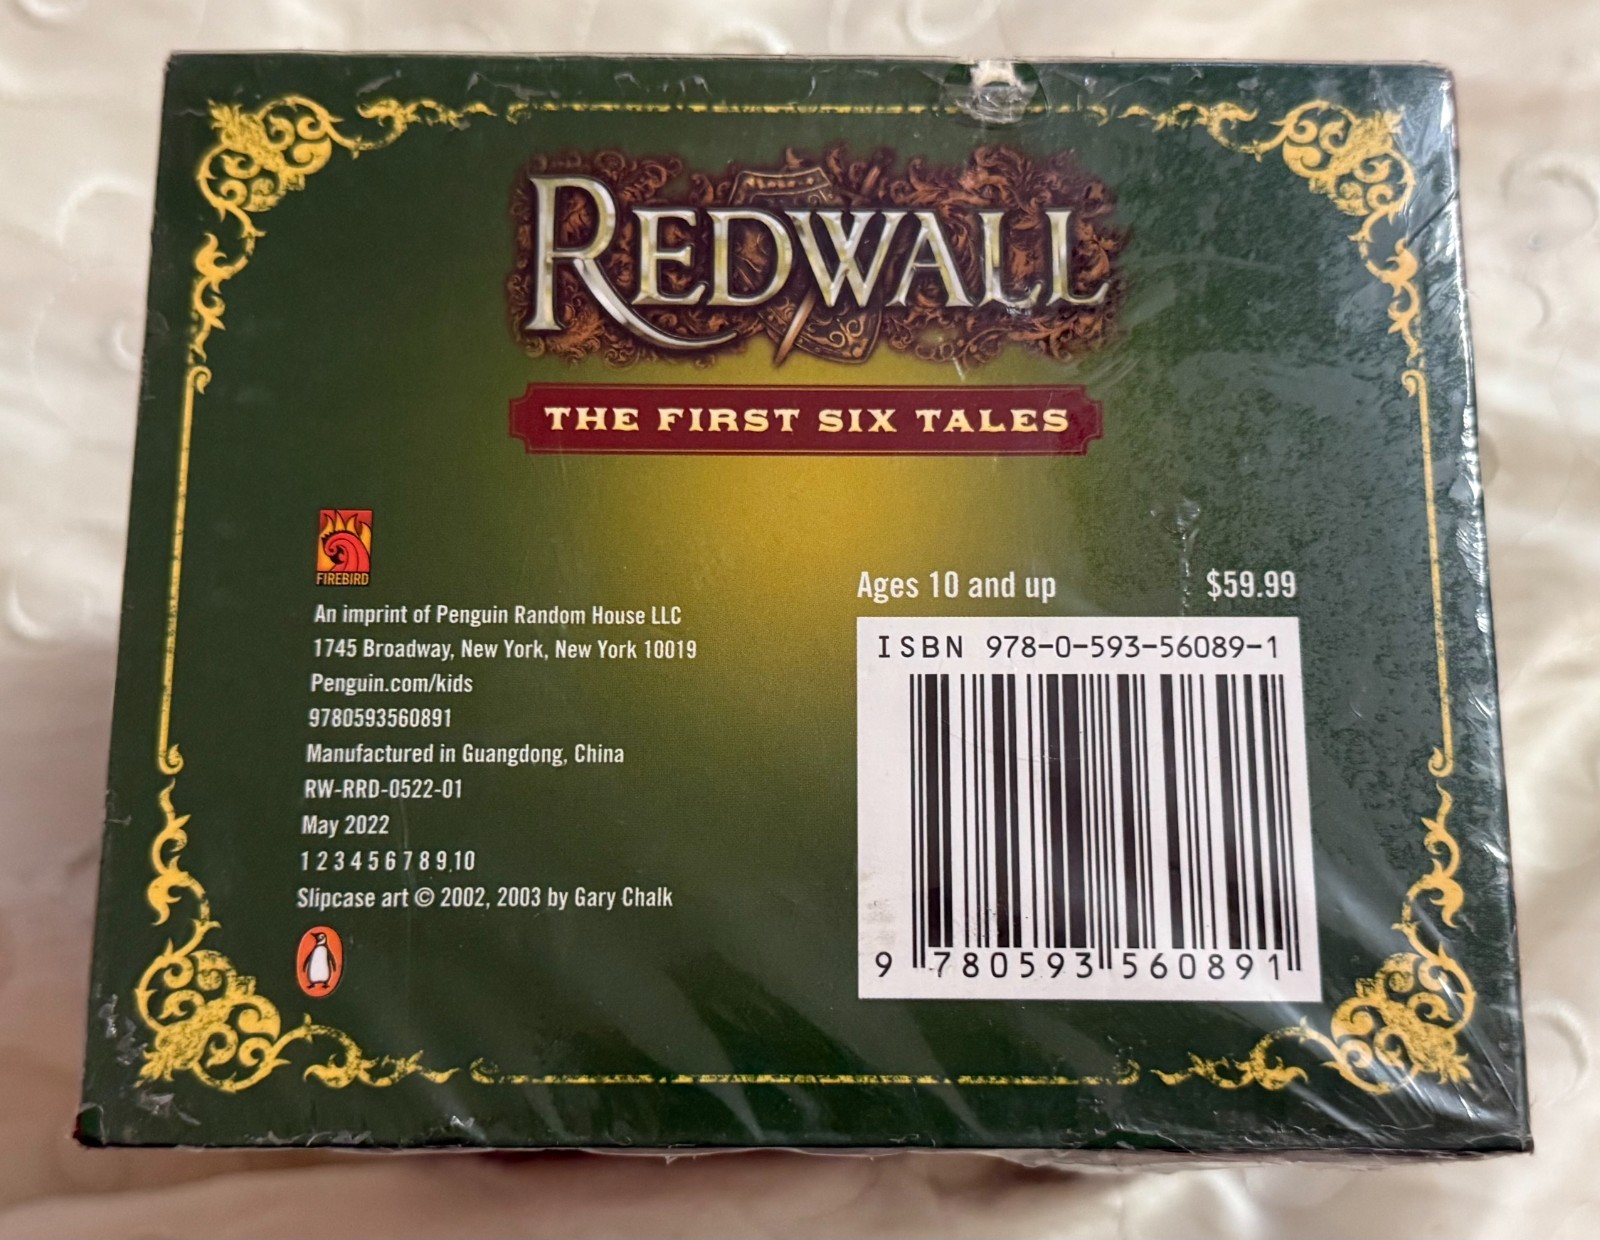 REDWALL
THE FIRST SIX TALES
FIREBIRD
An imprint of Penguin Random House LLC
1745 Broadway, New York, New York 10019
Penguin.com/kids
9780593560891
Manufactured in Guangdong, China
RW-RRD-0522-01
May 2022
1 2 3 4 5 6 7 8 9 10
Slipcase art © 2002, 2003 by Gary Chalk
Ages 10 and up $59.99
ISBN 978-0-593-56089-1
9 780593 560891